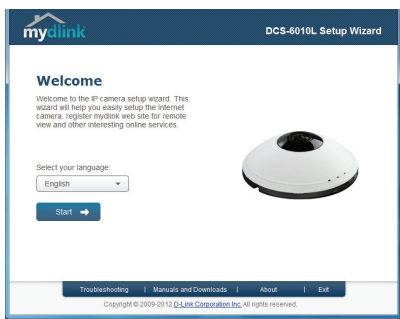 mydlink
DCS-6010L Setup Wizard
Welcome
Welcome to the IP camera setup wizard. This
wizard will help you easily setup the Internet
camera, register mydlink web site for remote
view and other interesting online services.
Select your language:
English
Start
Troubleshooting | Manuals and Downloads | About | Exit
Copyright © 2009-2012 D-Link Corporation Inc. All rights reserved.